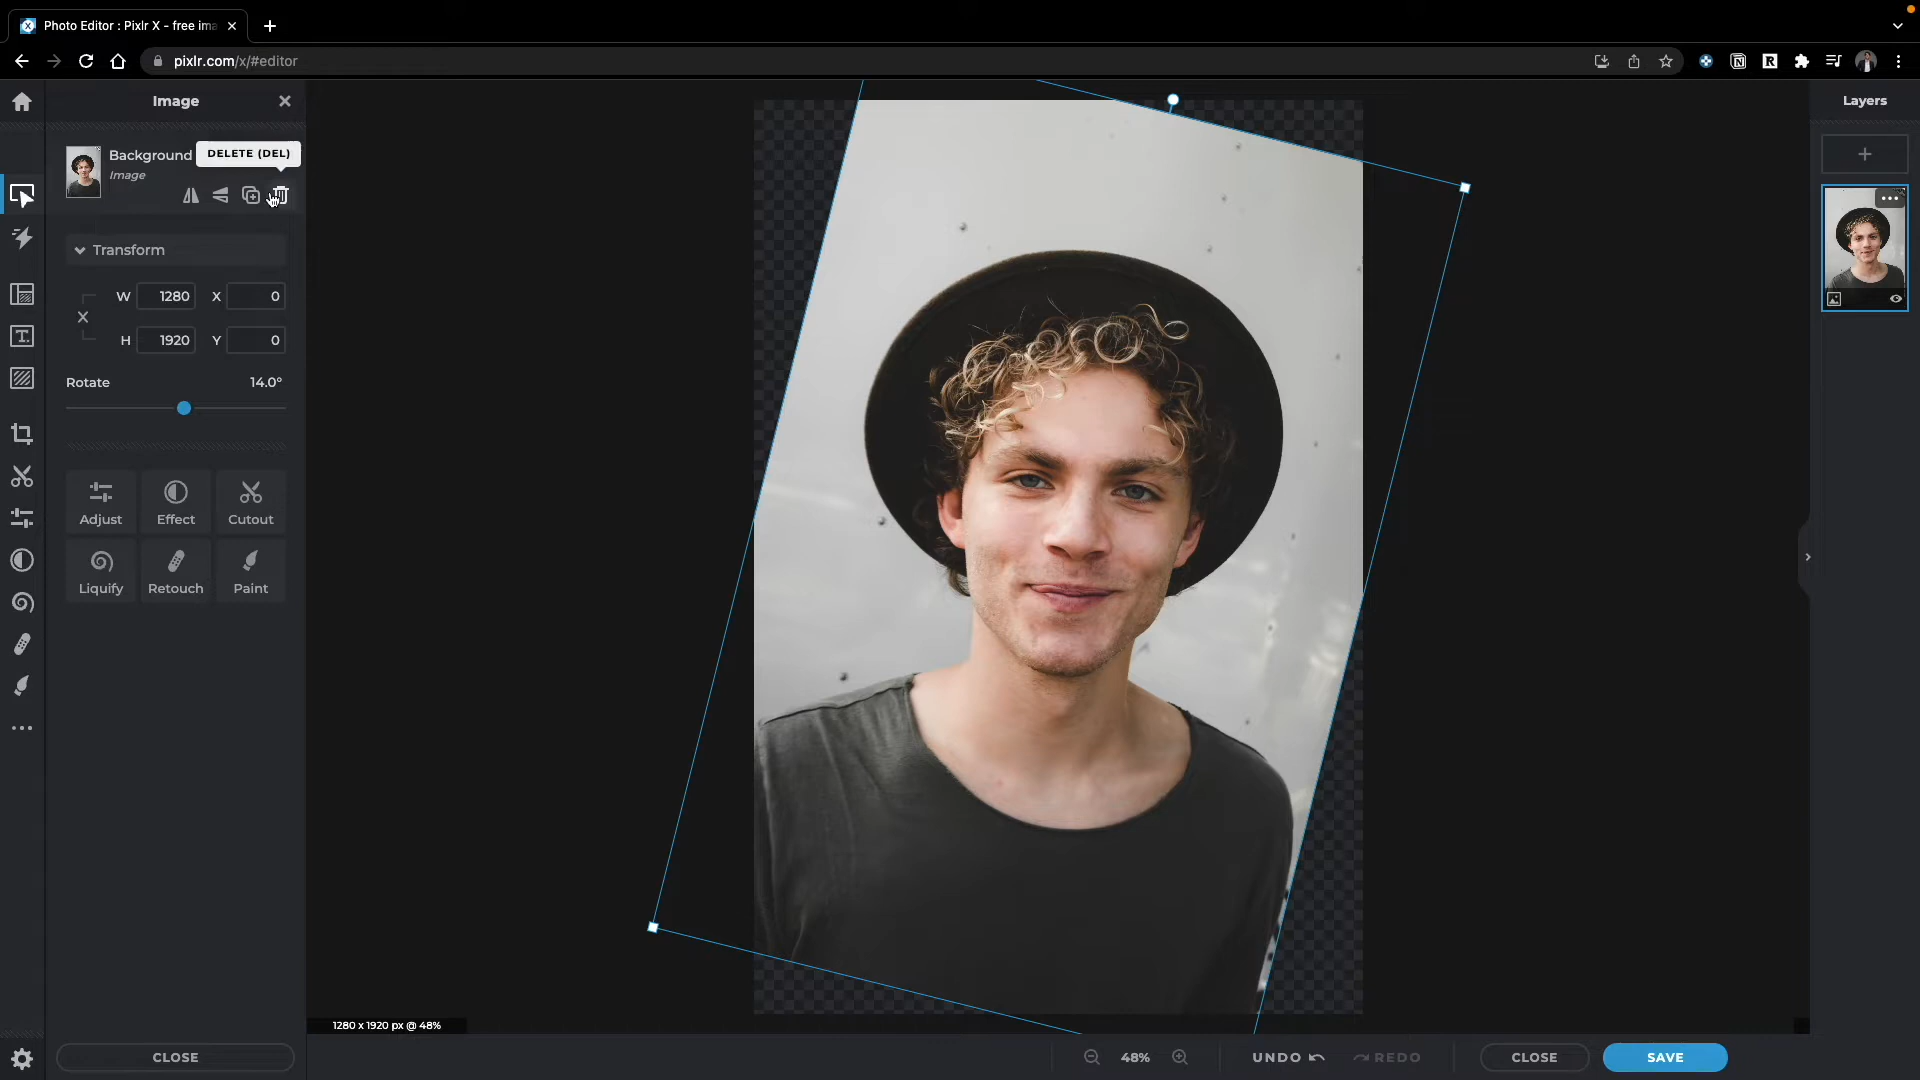 Photo Editor : Pixlr X - free ima
pixlr.com/x/#editor
Image
Layers
Background
DELETE (DEL)
Image
Transform
W 1280 X 0
H 1920 Y 0
Rotate 14.0°
Adjust Effect Cutout
Liquify Retouch Paint
1280 x 1920 px @ 48%
CLOSE
48% UNDO REDO CLOSE SAVE